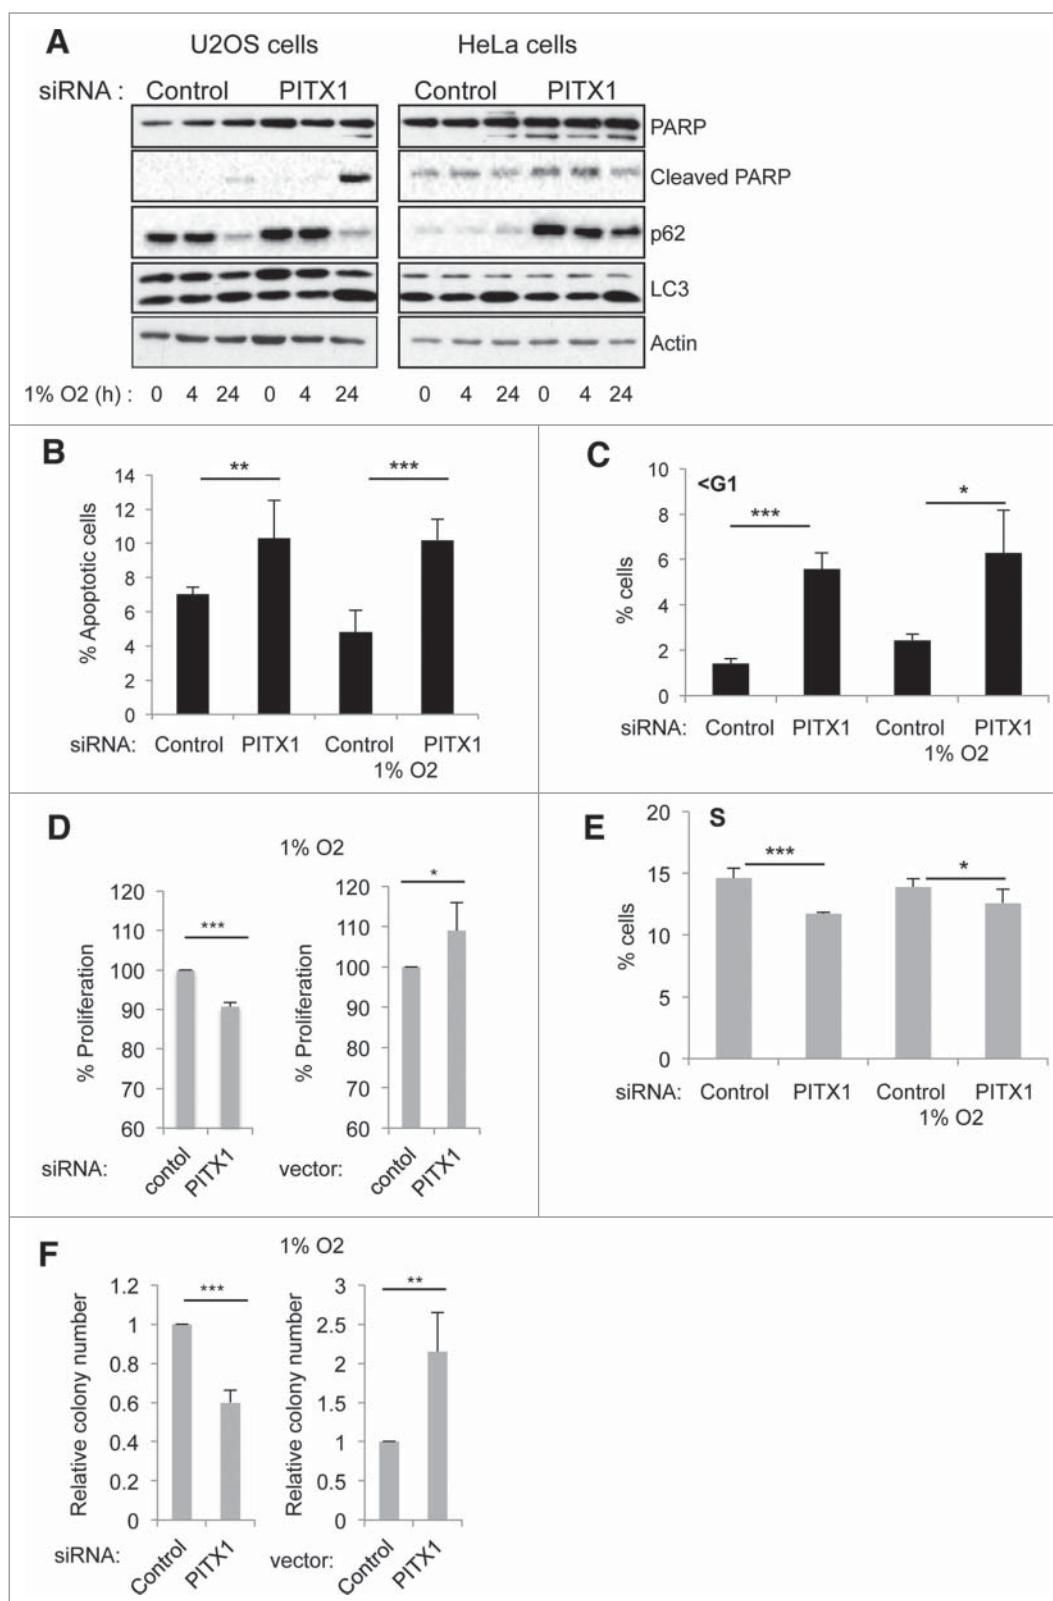 A
U2OS cells HeLa cells
siRNA : Control PITX1 Control PITX1
PARP
Cleaved PARP
p62
LC3
Actin
1% O2 (h) : 0 4 24 0 4 24 0 4 24 0 4 24
B
% Apoptotic cells
14
12
10
8
6
4
2
0
** ***
siRNA: Control PITX1 Control PITX1
1% O2
C
<G1
% cells
10
8
6
4
2
0
*** *
siRNA: Control PITX1 Control PITX1
1% O2
D
1% O2
% Proliferation
120
110
100
90
80
70
60
***
siRNA: contol PITX1
% Proliferation
120
110
100
90
80
70
60
*
vector: contol PITX1
E
S
% cells
20
15
10
5
0
*** *
siRNA: Control PITX1 Control PITX1
1% O2
F
1% O2
Relative colony number
1.2
1
0.8
0.6
0.4
0.2
0
***
siRNA: Control PITX1
Relative colony number
3
2.5
2
1.5
1
0.5
0
**
vector: Control PITX1